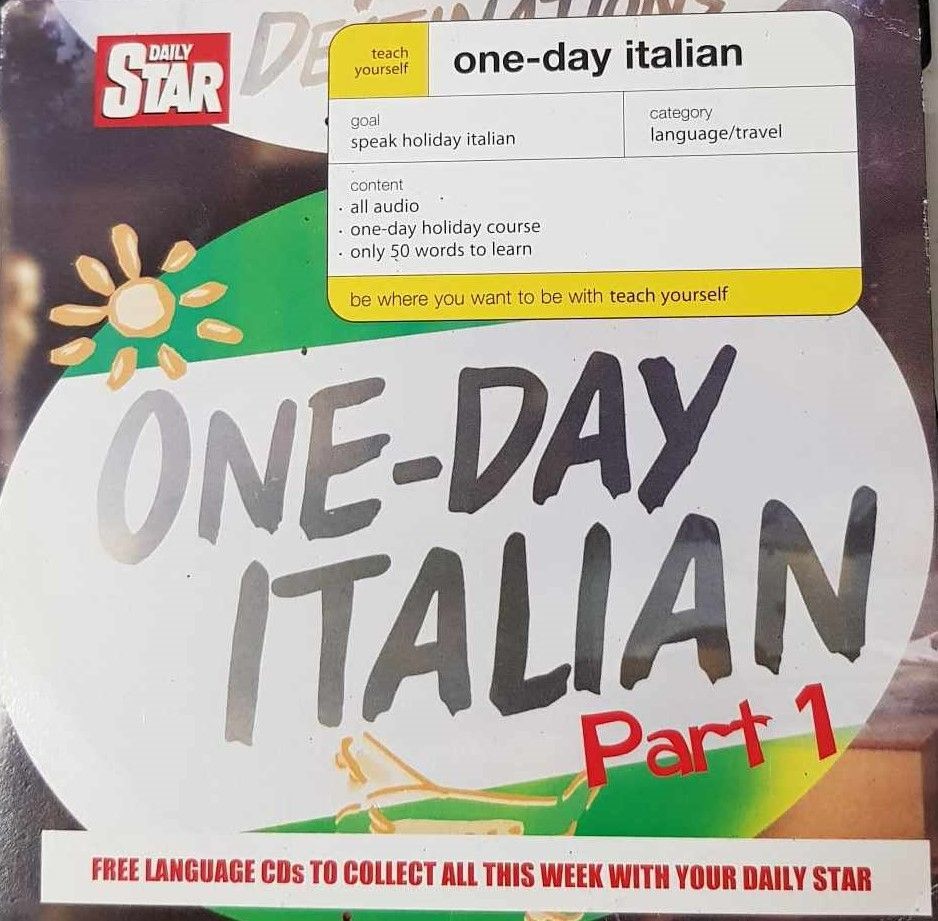 DESTINATIONS
DAILY
STAR
teach
yourself
one-day italian
goal
speak holiday italian
category
language/travel
content
· all audio
· one-day holiday course
· only 50 words to learn
be where you want to be with teach yourself
ONE-DAY
ITALIAN
Part 1
FREE LANGUAGE CDs TO COLLECT ALL THIS WEEK WITH YOUR DAILY STAR